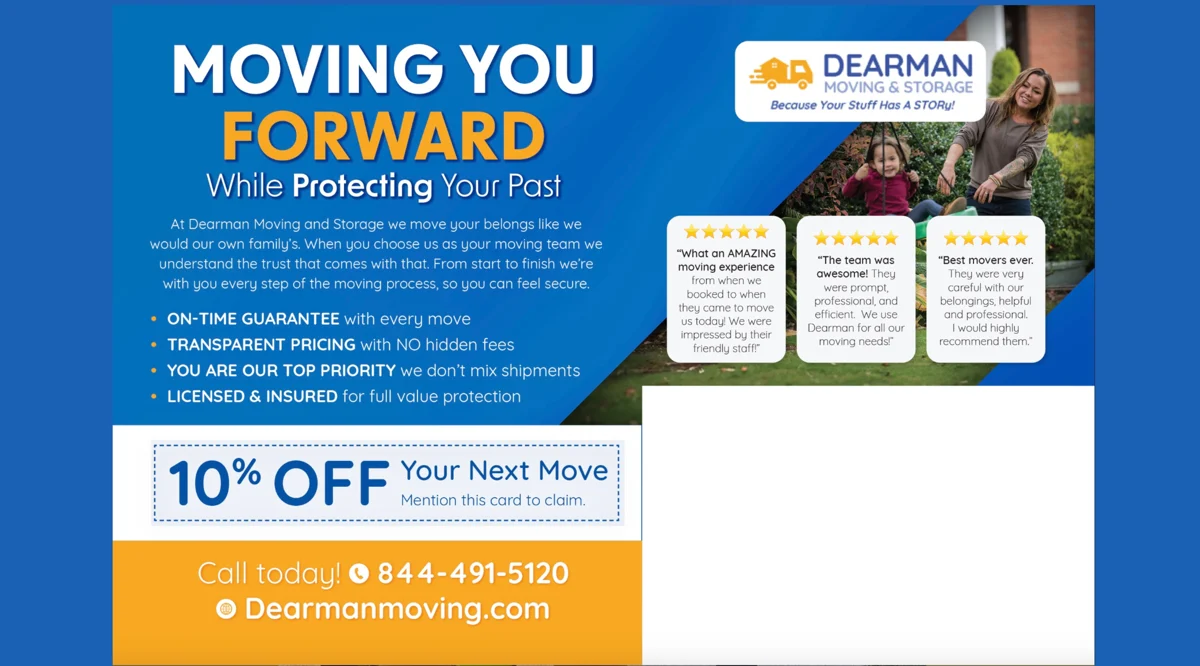 MOVING YOU
FORWARD
While Protecting Your Past
At Dearman Moving and Storage we move your belongs like we
would our own family's. When you choose us as your moving team we
understand the trust that comes with that. From start to finish we're
with you every step of the moving process, so you can feel secure.
• ON-TIME GUARANTEE with every move
• TRANSPARENT PRICING with NO hidden fees
• YOU ARE OUR TOP PRIORITY we don't mix shipments
• LICENSED & INSURED for full value protection
DEARMAN
MOVING & STORAGE
Because Your Stuff Has A STORy!
"What an AMAZING
moving experience
from when we
booked to when
they came to move
us today! We were
impressed by their
friendly staff!"
"The team was
awesome! They
were prompt,
professional, and
efficient. We use
Dearman for all our
moving needs!"
"Best movers ever.
They were very
careful with our
belongings, helpful
and professional.
I would highly
recommend them."
10% OFF
Your Next Move
Mention this card to claim.
Call today! 844-491-5120
Dearmanmoving.com